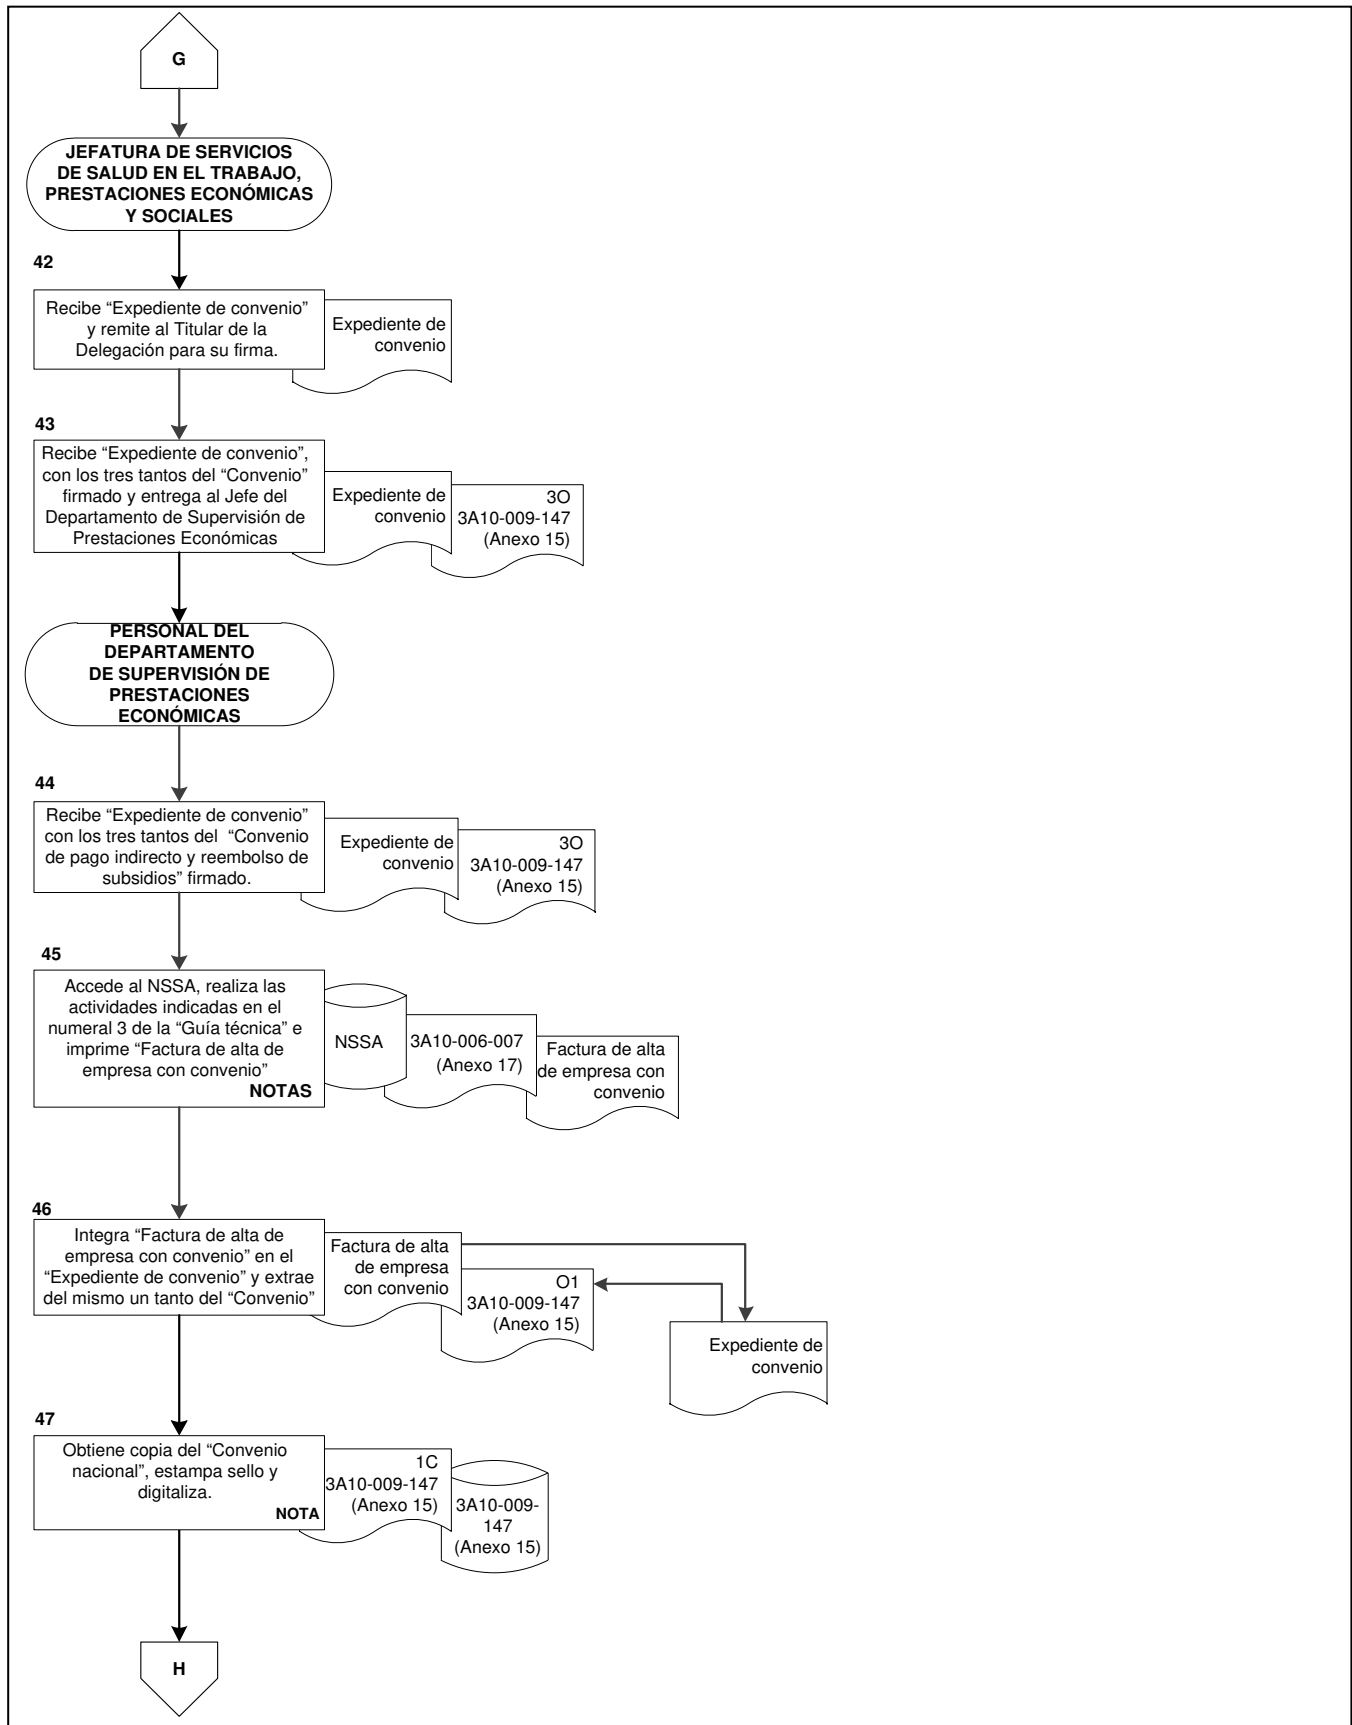 G
JEFATURA DE SERVICIOS
DE SALUD EN EL TRABAJO,
PRESTACIONES ECONÓMICAS
Y SOCIALES
42
Recibe “Expediente de convenio”
y remite al Titular de la
Delegación para su firma.
Expediente de
convenio
43
Recibe “Expediente de convenio”,
con los tres tantos del “Convenio”
firmado y entrega al Jefe del
Departamento de Supervisión de
Prestaciones Económicas
Expediente de
convenio
3O
3A10-009-147
(Anexo 15)
PERSONAL DEL
DEPARTAMENTO
DE SUPERVISIÓN DE
PRESTACIONES
ECONÓMICAS
44
Recibe “Expediente de convenio”
con los tres tantos del “Convenio
de pago indirecto y reembolso de
subsidios” firmado.
Expediente de
convenio
3O
3A10-009-147
(Anexo 15)
45
Accede al NSSA, realiza las
actividades indicadas en el
numeral 3 de la “Guía técnica” e
imprime “Factura de alta de
empresa con convenio”
NOTAS
NSSA
3A10-006-007
(Anexo 17)
Factura de alta
de empresa con
convenio
46
Integra “Factura de alta de
empresa con convenio” en el
“Expediente de convenio” y extrae
del mismo un tanto del “Convenio”
Factura de alta
de empresa
con convenio
O1
3A10-009-147
(Anexo 15)
Expediente de
convenio
47
Obtiene copia del “Convenio
nacional”, estampa sello y
digitaliza.
NOTA
1C
3A10-009-147
(Anexo 15)
3A10-009-
147
(Anexo 15)
H